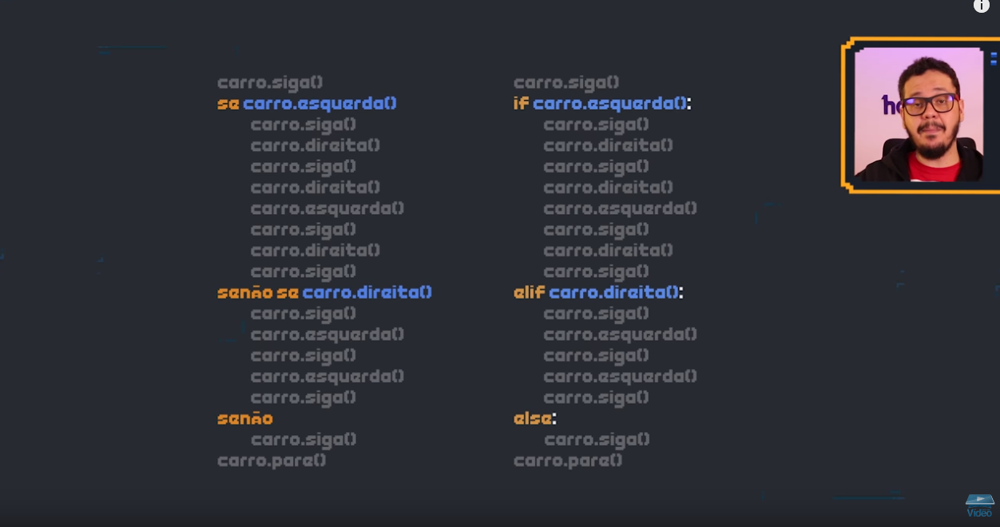 carro.siga()
se carro.esquerda()
carro.siga()
carro.direita()
carro.siga()
carro.direita()
carro.esquerda()
carro.siga()
carro.direita()
carro.siga()
senão se carro.direita()
carro.siga()
carro.esquerda()
carro.siga()
carro.esquerda()
carro.siga()
senão
carro.siga()
carro.pare()
carro.siga()
if carro.esquerda():
carro.siga()
carro.direita()
carro.siga()
carro.direita()
carro.esquerda()
carro.siga()
carro.direita()
carro.siga()
elif carro.direita():
carro.siga()
carro.esquerda()
carro.siga()
carro.esquerda()
carro.siga()
else:
carro.siga()
carro.pare()
i
Vídeo